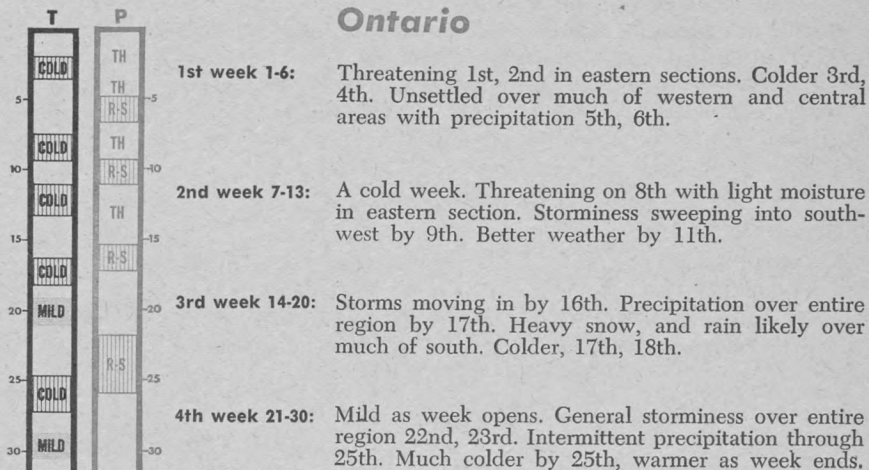 T P
Ontario
COLD
5
COLD
10
COLD
15
COLD
20
MILD
25
COLD
MILD
30
TH
TH
R-S
5
TH
10
R-S
TH
15
R-S
20
R-S
25
30
1st week 1-6: Threatening 1st, 2nd in eastern sections. Colder 3rd,
4th. Unsettled over much of western and central
areas with precipitation 5th, 6th.
2nd week 7-13: A cold week. Threatening on 8th with light moisture
in eastern section. Storminess sweeping into south-
west by 9th. Better weather by 11th.
3rd week 14-20: Storms moving in by 16th. Precipitation over entire
region by 17th. Heavy snow, and rain likely over
much of south. Colder, 17th, 18th.
4th week 21-30: Mild as week opens. General storminess over entire
region 22nd, 23rd. Intermittent precipitation through
25th. Much colder by 25th, warmer as week ends.